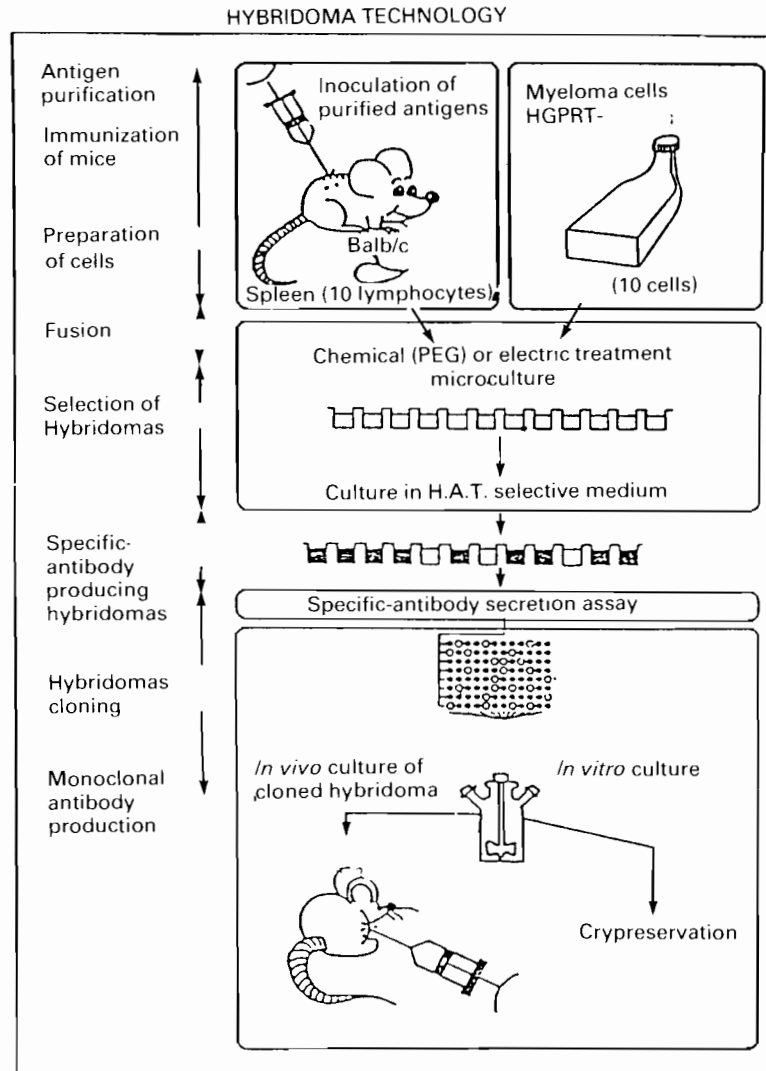 HYBRIDOMA TECHNOLOGY
Antigen
purification
Immunization
of mice
Preparation
of cells
Fusion
Selection of
Hybridomas
Specific-
antibody
producing
hybridomas
Hybridomas
cloning
Monoclonal
antibody
production
Inoculation of
purified antigens
Balb/c
Spleen (10 lymphocytes)
Myeloma cells
HGPRT-
(10 cells)
Chemical (PEG) or electric treatment
microculture
Culture in H.A.T. selective medium
Specific-antibody secretion assay
In vivo culture of
cloned hybridoma
In vitro culture
Crypreservation